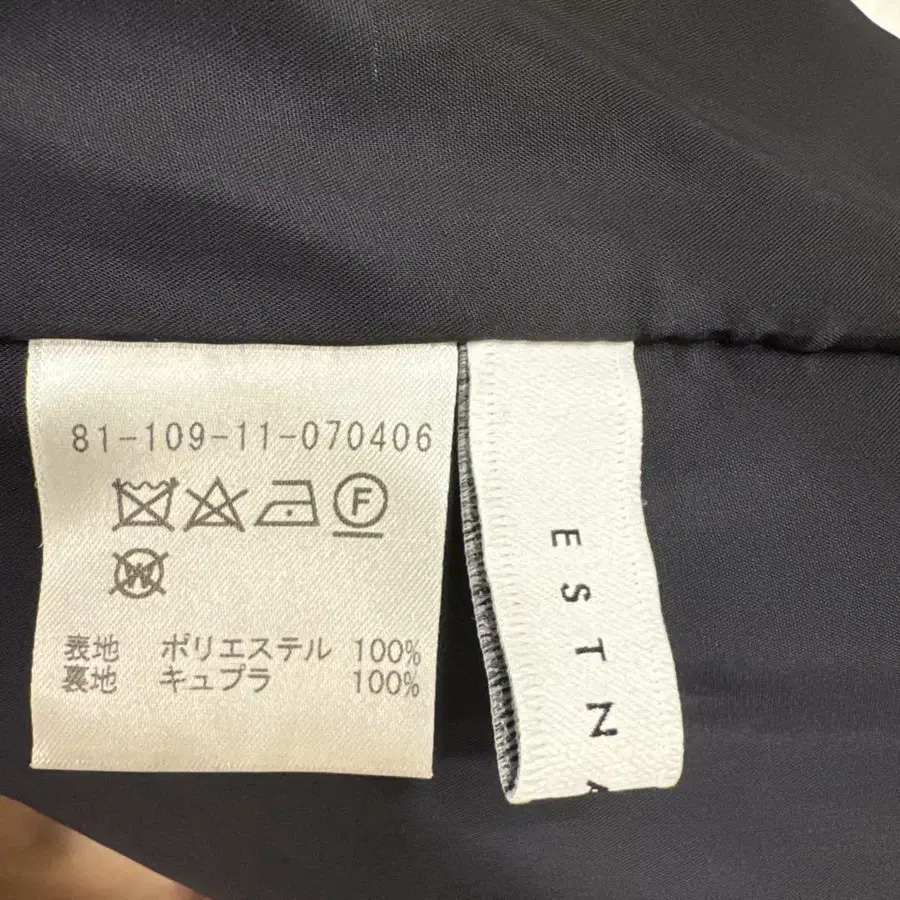 81-109-11-070406
F
W
表地 ポリエステル 100%
裏地 キュプラ 100%
ESTNA